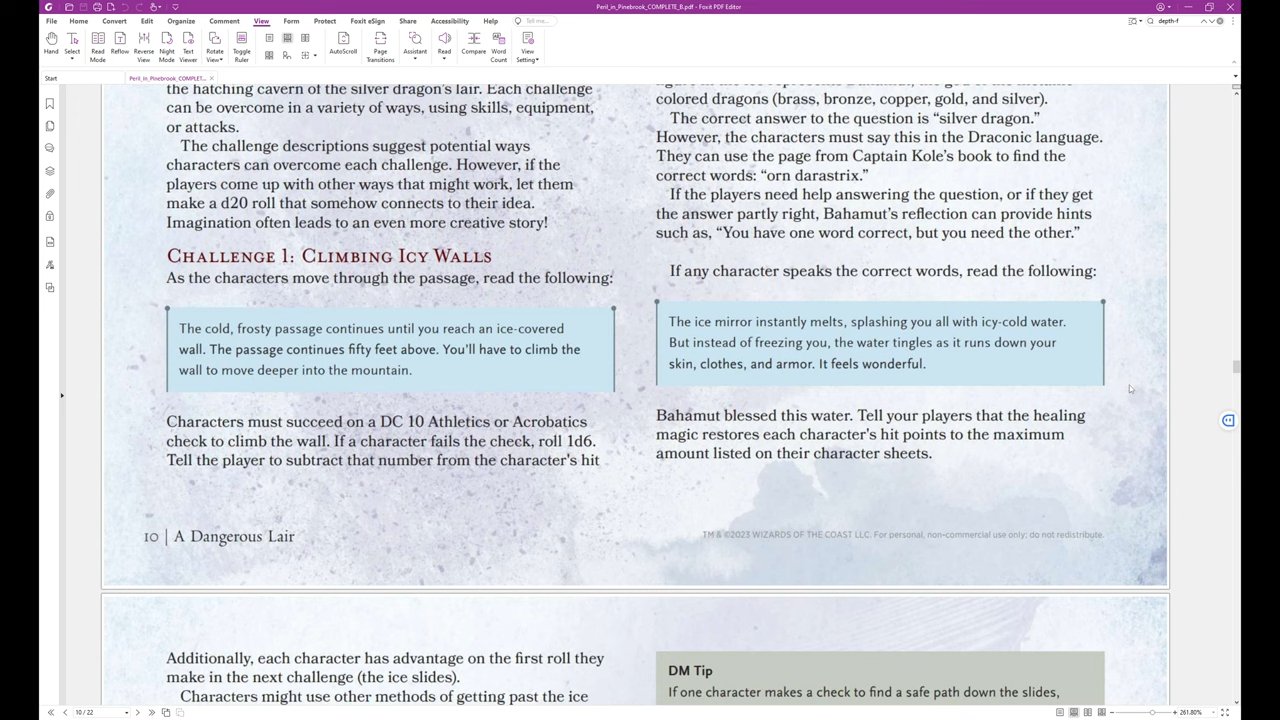 Peril_in_Pinebrook_COMPLETE_B.pdf - Foxit PDF Editor
File Home Convert Edit Organize Comment View Form Protect Foxit eSign Share Accessibility Help Tell me... depth-f
Hand Select Read Mode Reflow Reverse View Night Mode Text Viewer Rotate View Toggle Ruler AutoScroll Page Transitions Assistant Read Compare Word Count View Setting
Start Peril_in_Pinebrook_COMPLET...
the hatching cavern of the silver dragon's lair. Each challenge
can be overcome in a variety of ways, using skills, equipment,
or attacks.
The challenge descriptions suggest potential ways
characters can overcome each challenge. However, if the
players come up with other ways that might work, let them
make a d20 roll that somehow connects to their idea.
Imagination often leads to an even more creative story!
Challenge 1: Climbing Icy Walls
As the characters move through the passage, read the following:
The cold, frosty passage continues until you reach an ice-covered
wall. The passage continues fifty feet above. You'll have to climb the
wall to move deeper into the mountain.
Characters must succeed on a DC 10 Athletics or Acrobatics
check to climb the wall. If a character fails the check, roll 1d6.
Tell the player to subtract that number from the character's hit
colored dragons (brass, bronze, copper, gold, and silver).
The correct answer to the question is “silver dragon.”
However, the characters must say this in the Draconic language.
They can use the page from Captain Kole's book to find the
correct words: “orn darastrix.”
If the players need help answering the question, or if they get
the answer partly right, Bahamut's reflection can provide hints
such as, “You have one word correct, but you need the other.”
If any character speaks the correct words, read the following:
The ice mirror instantly melts, splashing you all with icy-cold water.
But instead of freezing you, the water tingles as it runs down your
skin, clothes, and armor. It feels wonderful.
Bahamut blessed this water. Tell your players that the healing
magic restores each character's hit points to the maximum
amount listed on their character sheets.
10 | A Dangerous Lair
TM & ©2023 WIZARDS OF THE COAST LLC. For personal, non-commercial use only: do not redistribute.
Additionally, each character has advantage on the first roll they
make in the next challenge (the ice slides).
Characters might use other methods of getting past the ice
DM Tip
If one character makes a check to find a safe path down the slides,
10 / 22
261.80%